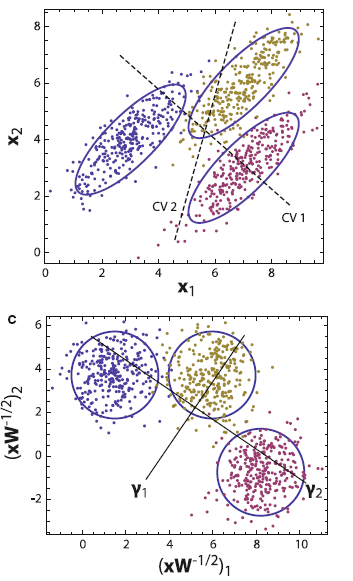 8
6
4
2
0
x2
CV 2
CV 1
0 2 4 6 8
x1
C
6
4
2
0
-2
(xW-1/2)2
γ1
γ2
0 2 4 6 8 10
(xW-1/2)1